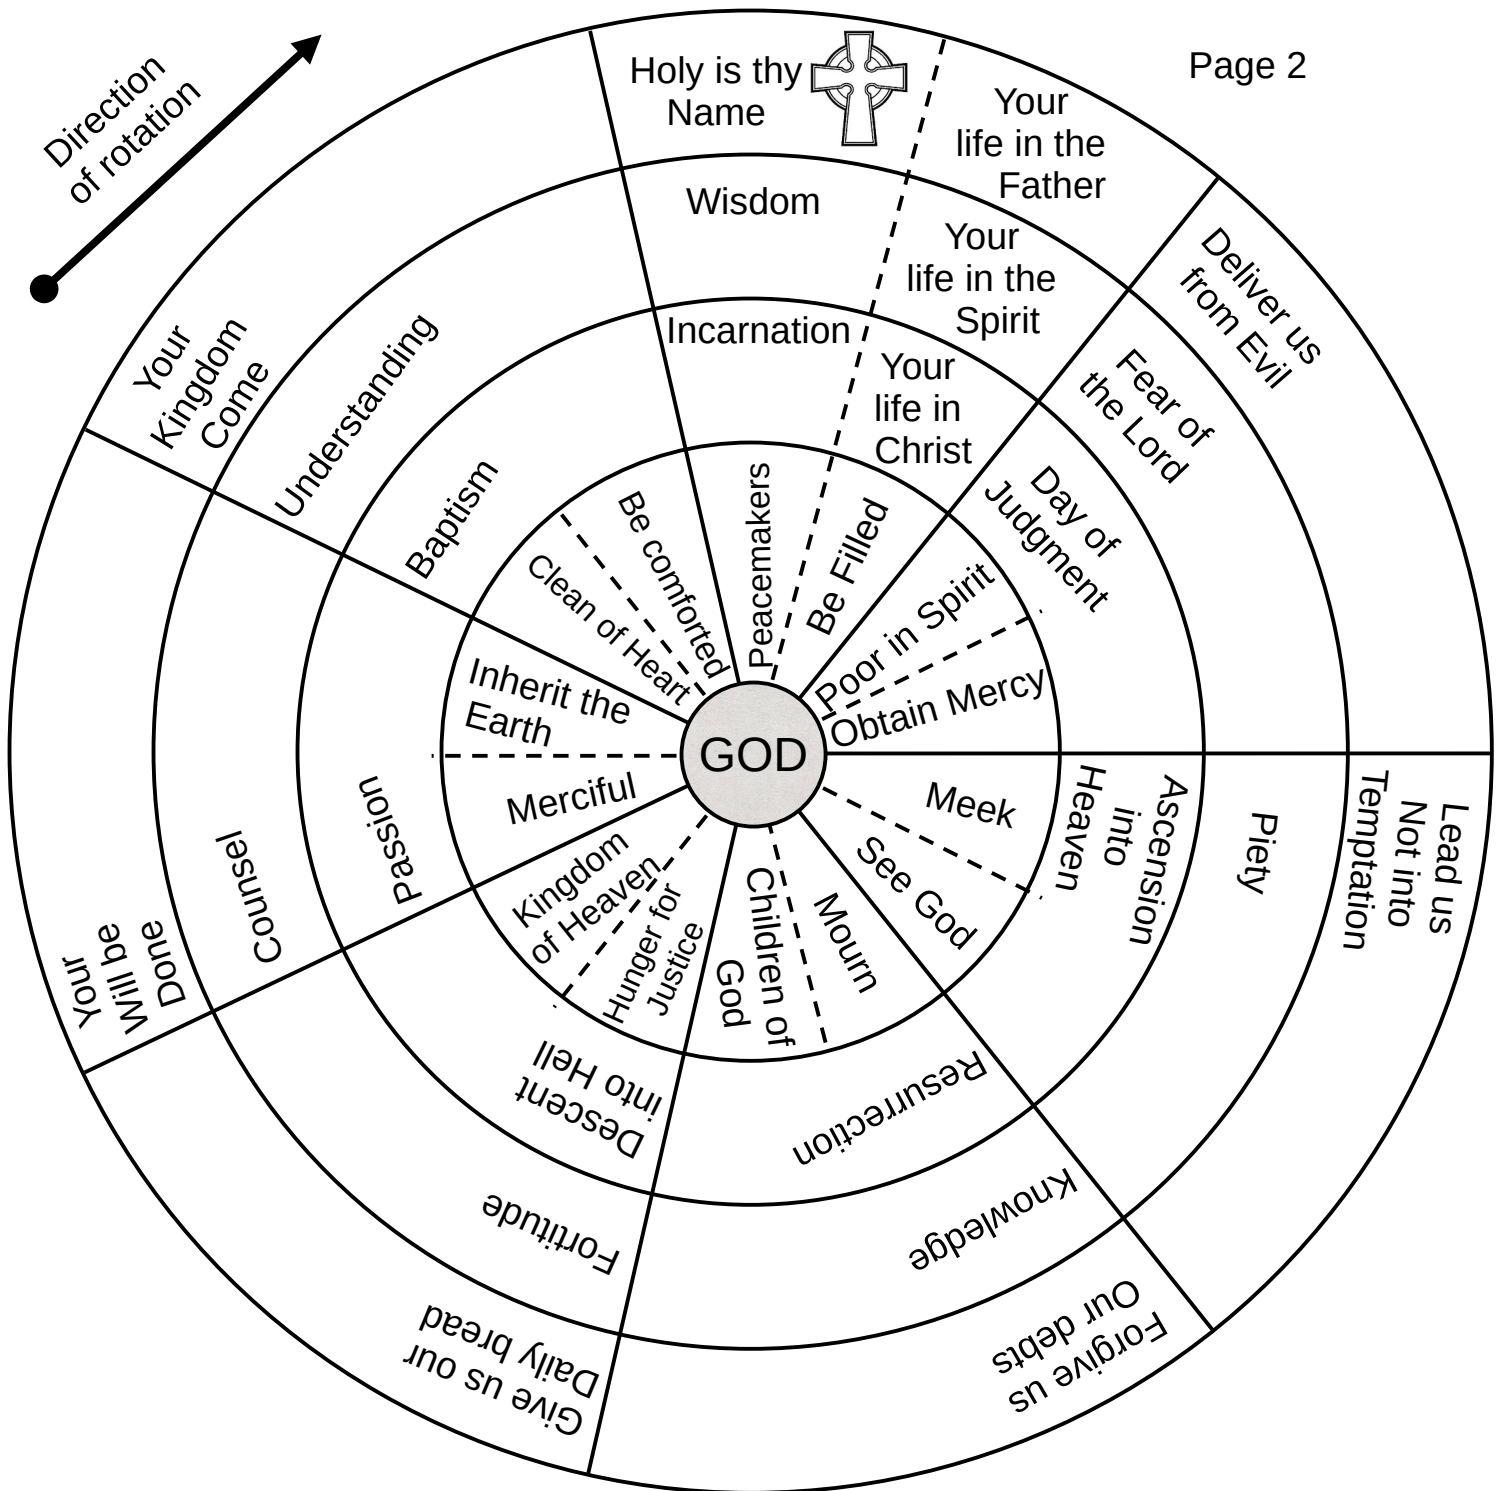 Direction
of rotation
Page 2
Holy is thy
Name
Your
life in the
Father
Wisdom
Your
life in the
Spirit
Incarnation
Your
life in
Christ
Peacemakers
Be Filled
Deliver us
from Evil
Fear of
the Lord
Day of
Judgment
Poor in Spirit
Obtain Mercy
Lead us
Not into
Temptation
Piety
Ascension
into
Heaven
Meek
See God
Forgive us
Our debts
Knowledge
Resurrection
Mourn
Children of
God
Give us our
Daily bread
Fortitude
Descent
into Hell
Hunger for
Justice
Kingdom
of Heaven
Your
Will be
Done
Counsel
Passion
Merciful
Inherit the
Earth
Your
Kingdom
Come
Understanding
Baptism
Clean of Heart
Be comforted
GOD